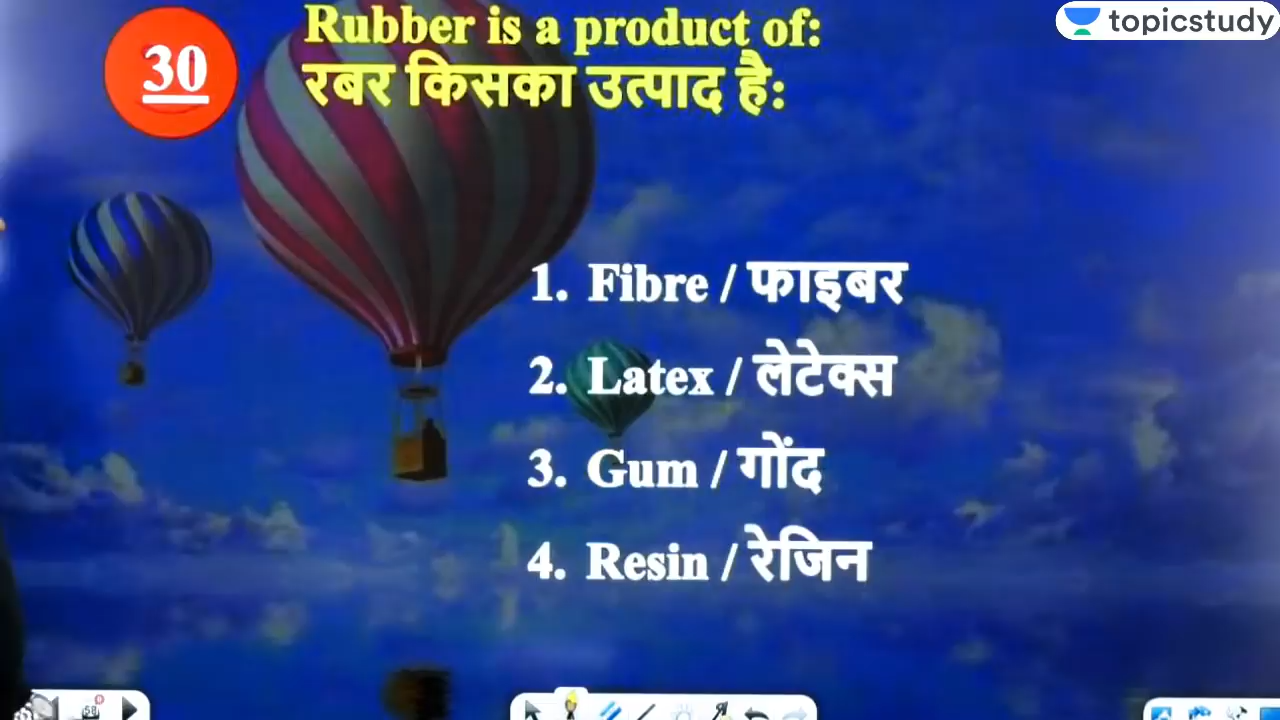 30
Rubber is a product of:
रबर किसका उत्पाद है:
topicstudy
1. Fibre / फाइबर
2. Latex / लेटेक्स
3. Gum / गोंद
4. Resin / रेजिन